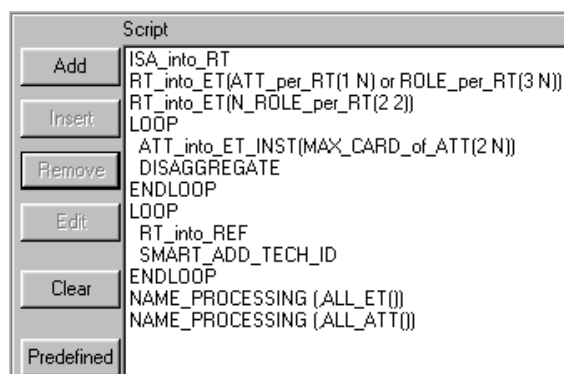 Script
Add
Insert
Remove
Edit
Clear
Predefined
ISA_into_RT
RT_into_ET(ATT_per_RT(1 N) or ROLE_per_RT(3 N))
RT_into_ET(N_ROLE_per_RT(2 2))
LOOP
ATT_into_ET_INST(MAX_CARD_of_ATT(2 N))
DISAGGREGATE
ENDLOOP
LOOP
RT_into_REF
SMART_ADD_TECH_ID
ENDLOOP
NAME_PROCESSING (,ALL_ET())
NAME_PROCESSING (,ALL_ATT())